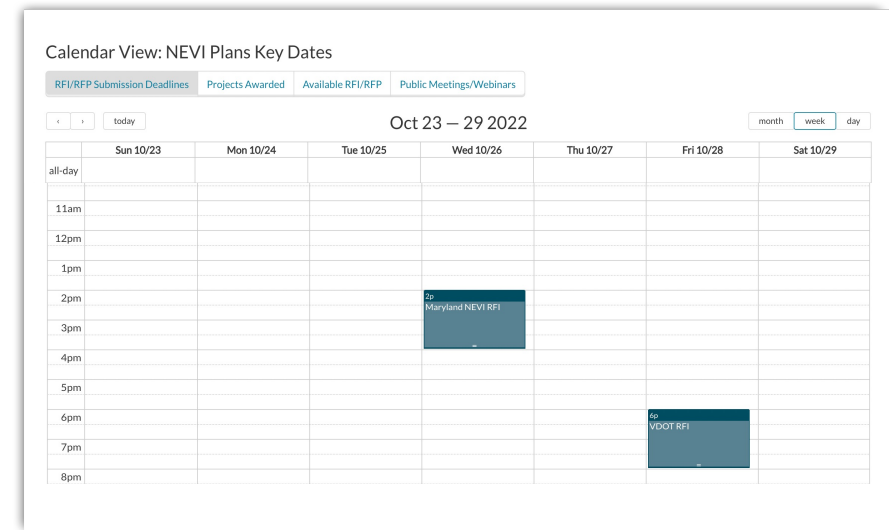 Calendar View: NEVI Plans Key Dates
RFI/RFP Submission Deadlines Projects Awarded Available RFI/RFP Public Meetings/Webinars
‹ › today Oct 23 — 29 2022 month week day
Sun 10/23 Mon 10/24 Tue 10/25 Wed 10/26 Thu 10/27 Fri 10/28 Sat 10/29
all-day
11am
12pm
1pm
2pm 2p
Maryland NEVI RFI
3pm
4pm
5pm
6pm 6p
VDOT RFI
7pm
8pm